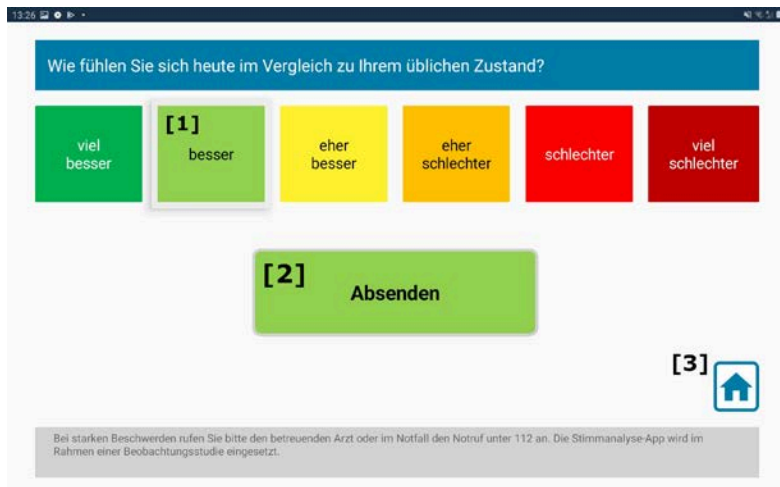 13:26
Wie fühlen Sie sich heute im Vergleich zu Ihrem üblichen Zustand?
viel
besser
[1]
besser
eher
besser
eher
schlechter
schlechter
viel
schlechter
[2]
Absenden
[3]
Bei starken Beschwerden rufen Sie bitte den betreuenden Arzt oder im Notfall den Notruf unter 112 an. Die Stimmanalyse-App wird im
Rahmen einer Beobachtungsstudie eingesetzt.